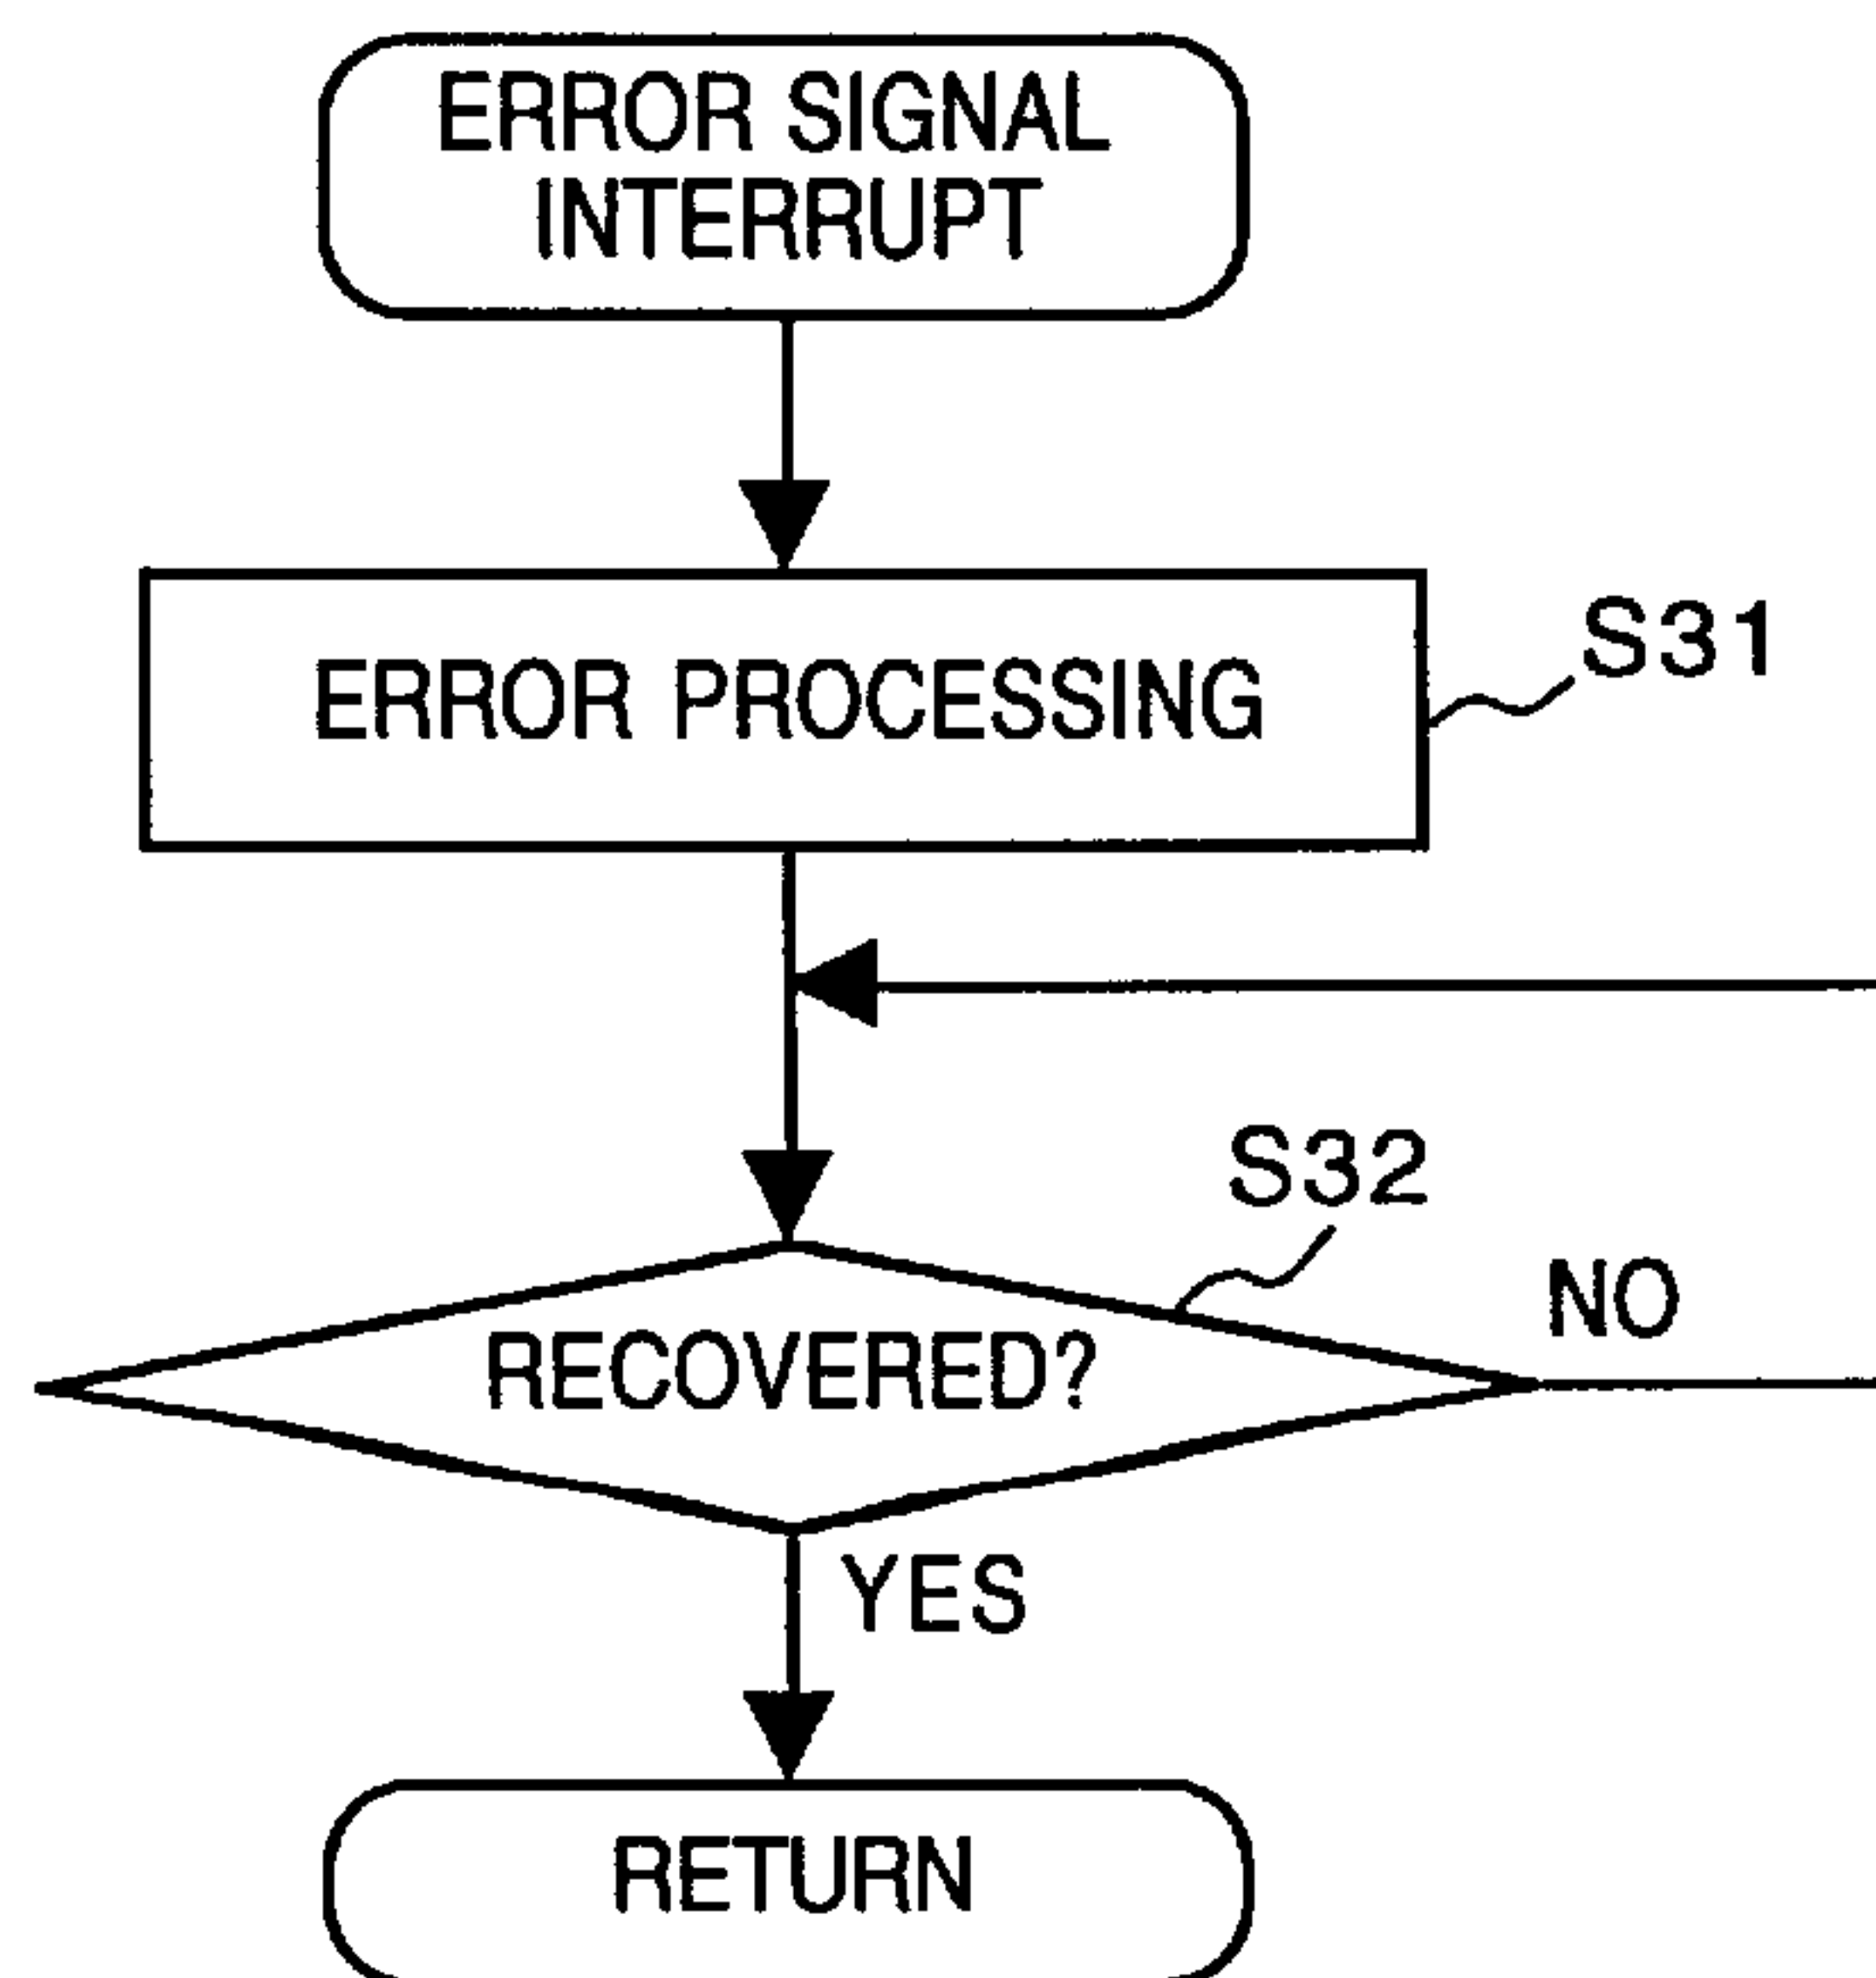 ERROR SIGNAL
INTERRUPT
ERROR PROCESSING
S31
S32
NO
RECOVERED?
YES
RETURN